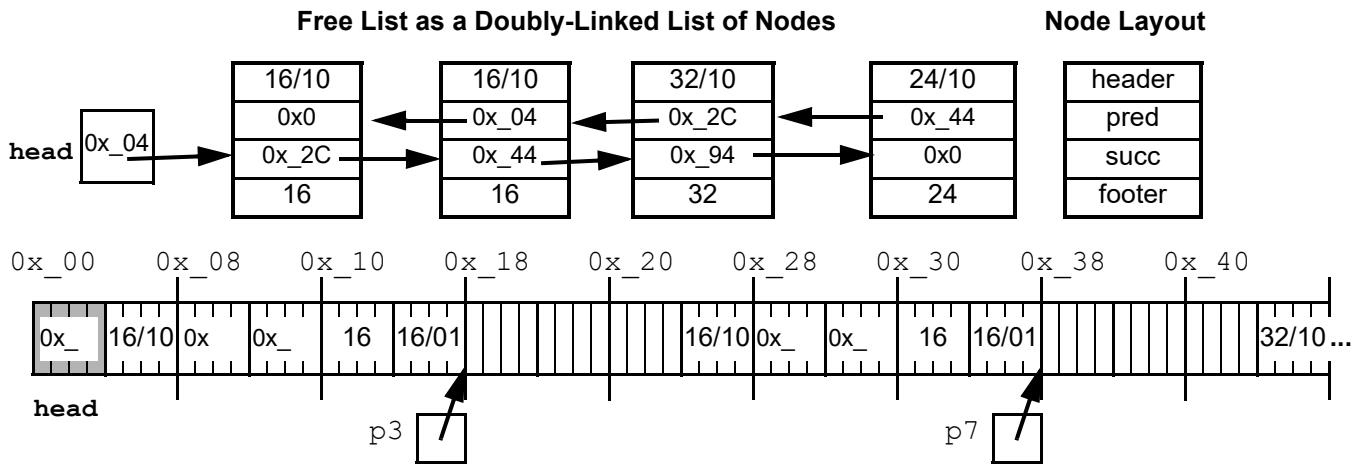 Free List as a Doubly-Linked List of Nodes Node Layout
16/10 16/10 32/10 24/10 header
0x_04 0x0 0x_04 0x_2C 0x_44 pred
head 0x_2C 0x_44 0x_94 0x0 succ
16 16 32 24 footer
0x_00 0x_08 0x_10 0x_18 0x_20 0x_28 0x_30 0x_38 0x_40
0x_ 16/10 0x 0x_ 16 16/01 16/10 0x_ 0x_ 16 16/01 32/10 ...
head
p3 p7